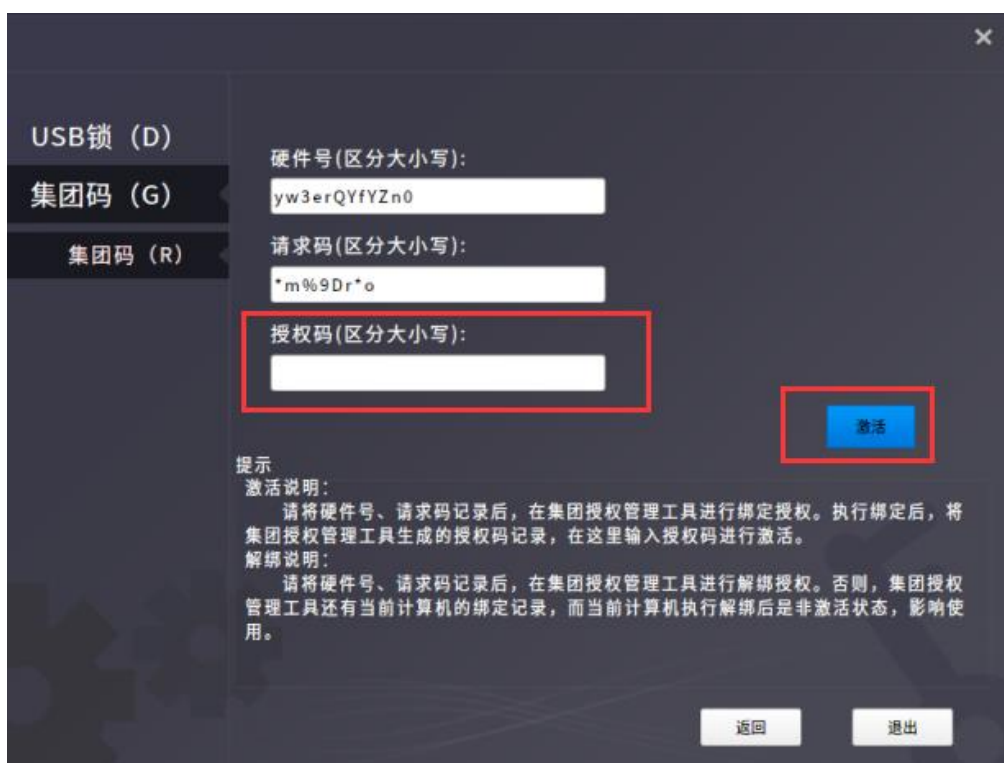 ×
USB锁（D）
集团码（G）
集团码（R）
硬件号(区分大小写):
yw3erQYfYZn0
请求码(区分大小写):
*m%9Dr*o
授权码(区分大小写):
激活
提示
激活说明:
请将硬件号、请求码记录后，在集团授权管理工具进行绑定授权。执行绑定后，将
集团授权管理工具生成的授权码记录，在这里输入授权码进行激活。
解绑说明:
请将硬件号、请求码记录后，在集团授权管理工具进行解绑授权。否则，集团授权
管理工具还有当前计算机的绑定记录，而当前计算机执行解绑后是非激活状态，影响使
用。
返回
退出